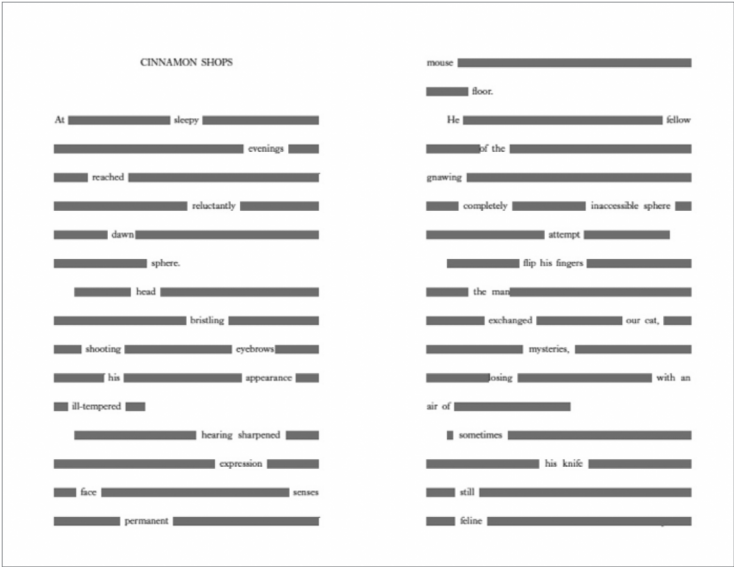 CINNAMON SHOPS
At sleepy
evenings
reached
reluctantly
dawn
sphere.
head
bristling
shooting eyebrows
his appearance
ill-tempered
hearing sharpened
expression
face senses
permanent
mouse
floor.
He fellow
of the
gnawing
completely inaccessible sphere
attempt
flip his fingers
the man
exchanged our cat,
mysteries,
losing with an
air of
sometimes
his knife
still
feline